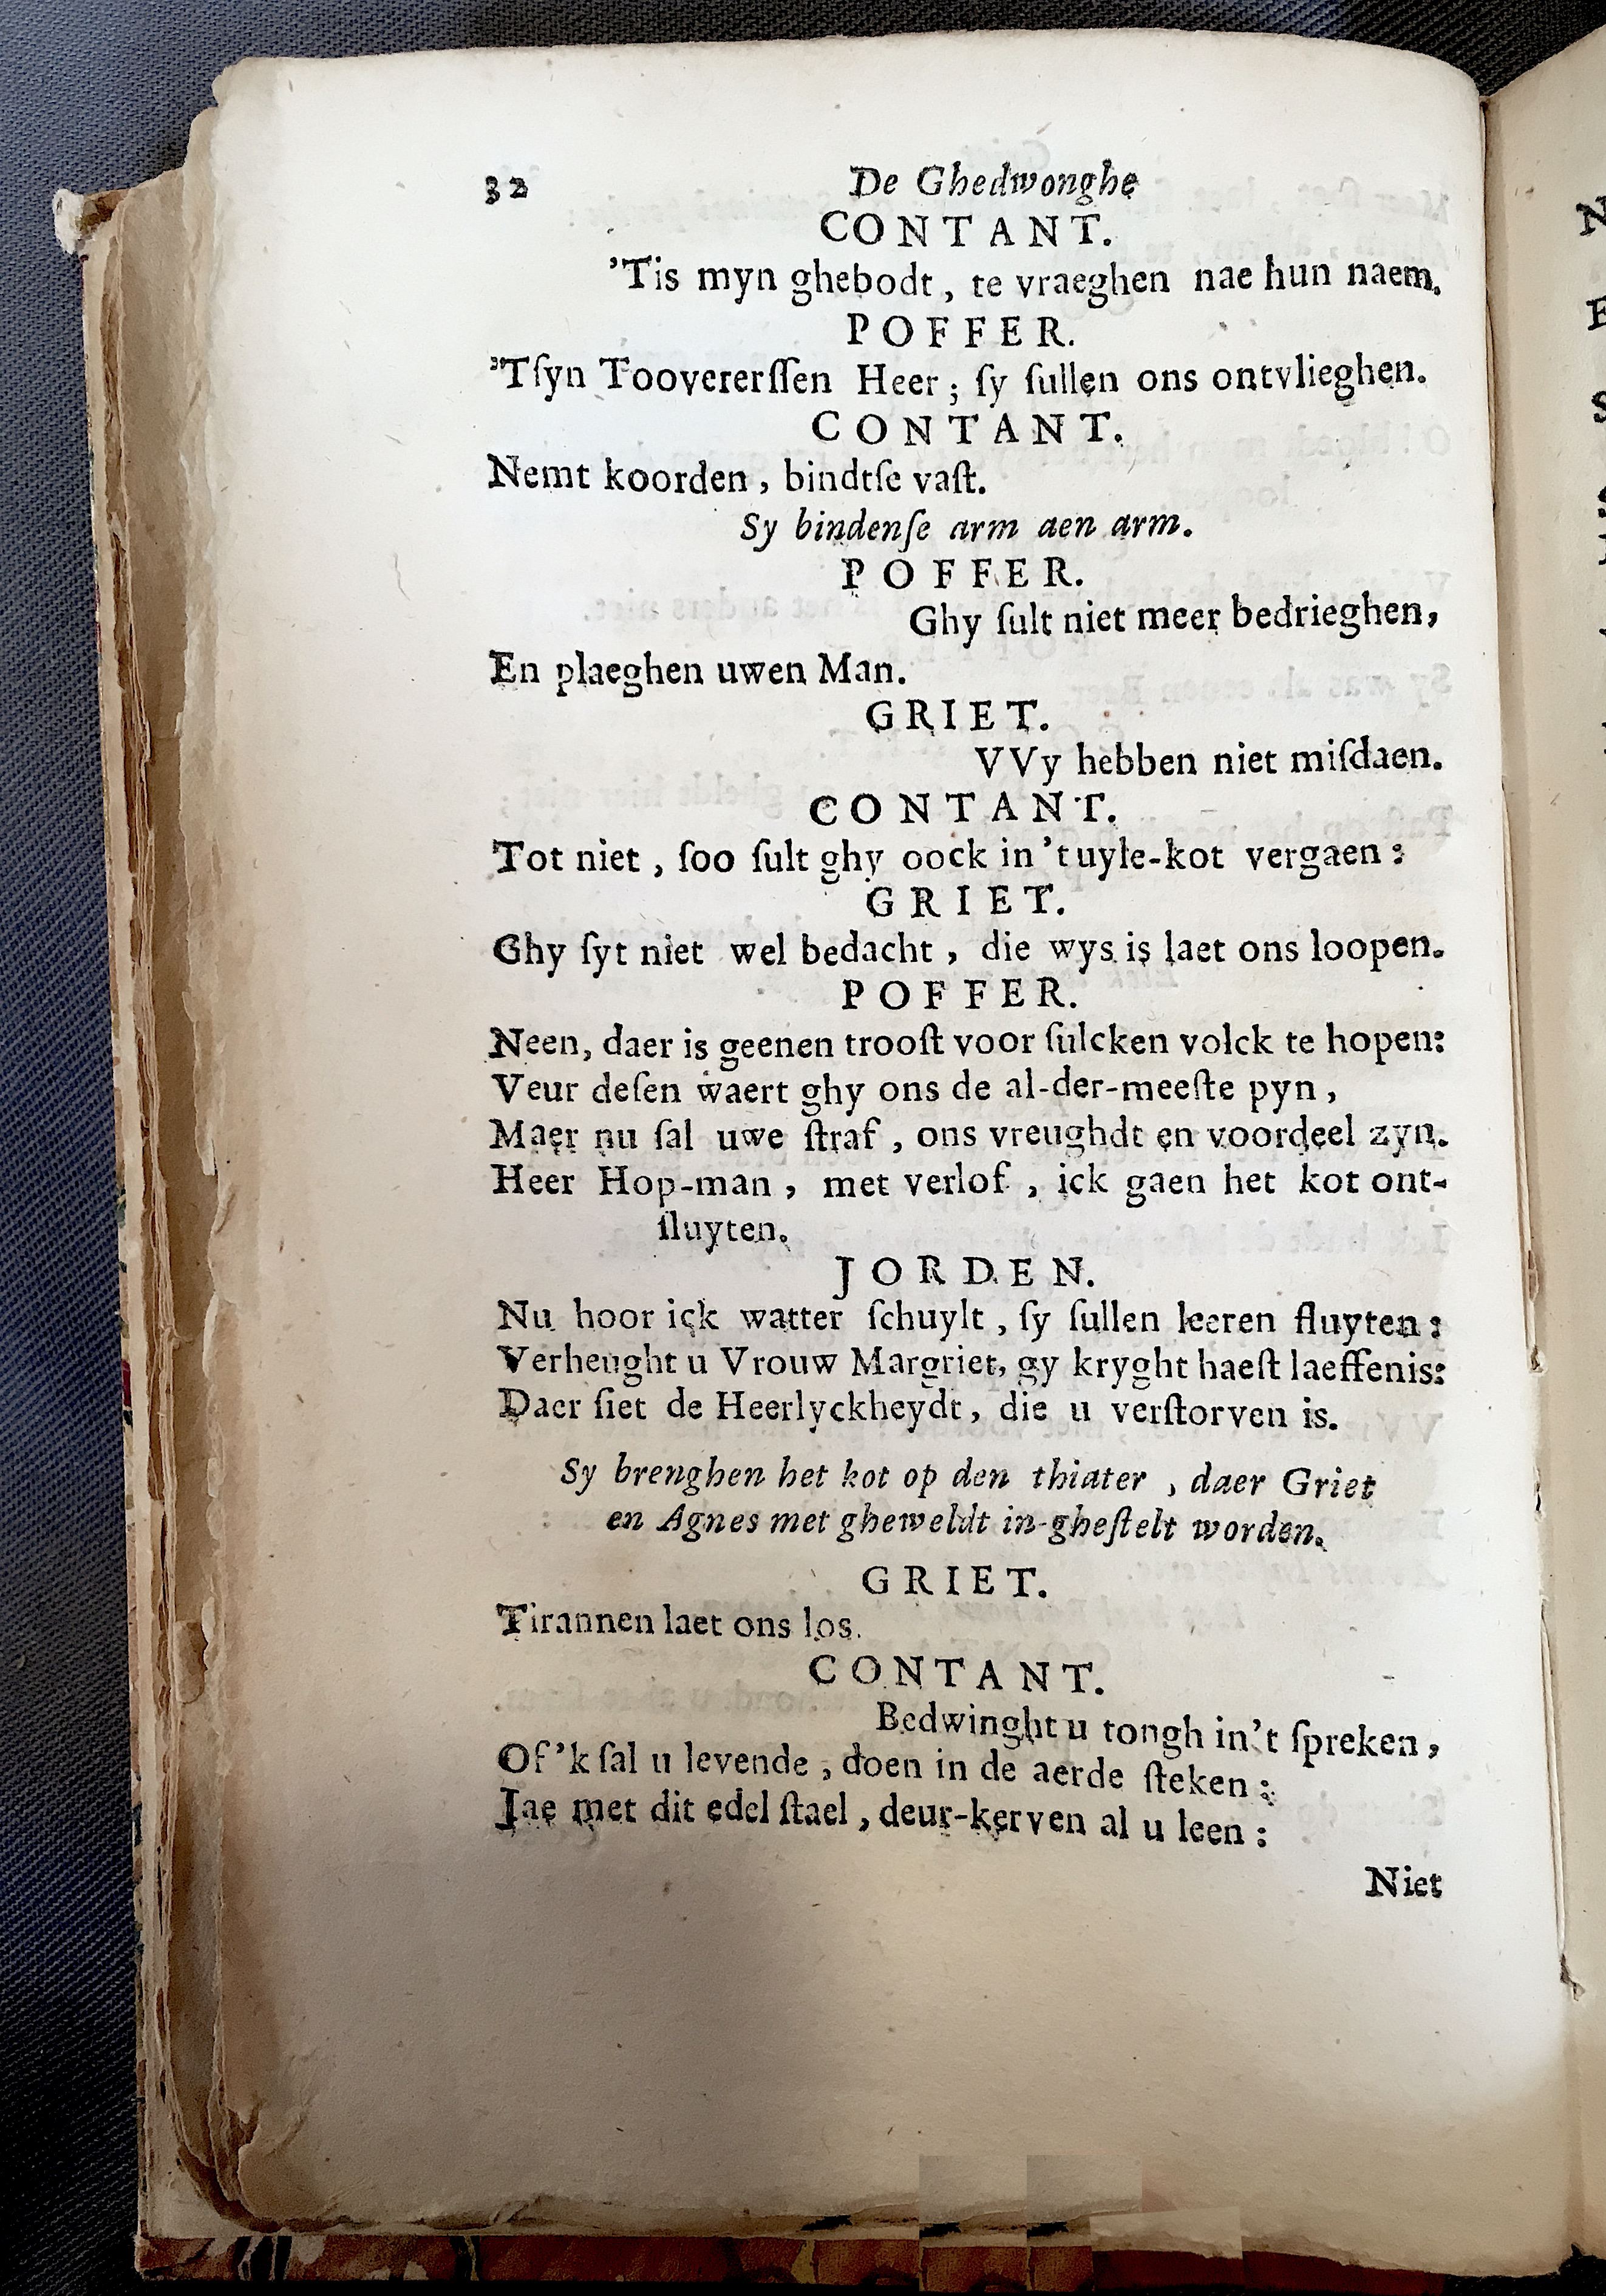 32 De Ghedwonghe
CONTANT.
'Tis myn ghebodt, te vraeghen nae hun naem.
POFFER.
'Tſyn Toovererſſen Heer; ſy ſullen ons ontvlieghen.
CONTANT.
Nemt koorden, bindtſe vaſt.
Sy bindenſe arm aen arm.
POFFER.
Ghy ſult niet meer bedrieghen,
En plaeghen uwen Man.
GRIET.
VVy hebben niet miſdaen.
CONTANT.
Tot niet, ſoo ſult ghy oock in 't uyle-kot vergaen:
GRIET.
Ghy ſyt niet wel bedacht, die wys is laet ons loopen.
POFFER.
Neen, daer is geenen trooſt voor ſulcken volck te hopen:
Veur deſen waert ghy ons de al-der-meeſte pyn,
Maer nu ſal uwe ſtraf, ons vreughdt en voordeel zyn.
Heer Hop-man, met verlof, ick gaen het kot ont-
ſluyten.
JORDEN.
Nu hoor ick watter ſchuylt, ſy ſullen leeren fluyten:
Verheught u Vrouw Margriet, gy kryght haeſt laeffenis:
Daer ſiet de Heerlyckheydt, die u verſtorven is.
Sy brenghen het kot op den thiater, daer Griet
en Agnes met gheweldt in-gheſtelt worden.
GRIET.
Tirannen laet ons los.
CONTANT.
Bedwinght u tongh in't ſpreken,
Of 'k ſal u levende, doen in de aerde ſteken:
Jae met dit edel ſtael, deur-kerven al u leen:
Niet